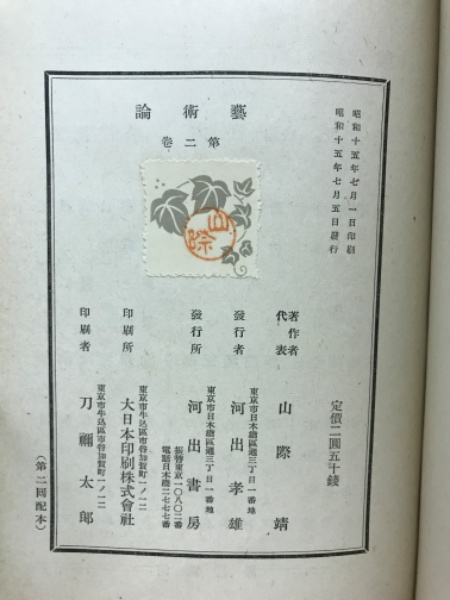 昭和十五年七月一日印刷
昭和十五年七月五日發行
藝術論
第二卷
山際
定價二圓五十錢
著作者
代表 山際靖
東京市日本橋區通三丁目一番地
發行者 河出孝雄
東京市日本橋區通三丁目一番地
發行所 河出書房
振替東京一〇八〇二番
電話日本橋二七七七番
東京市牛込區市谷加賀町一ノ一二
印刷所 大日本印刷株式會社
東京市牛込區市谷加賀町一ノ一二
印刷者 刀禰太郎
（第二回配本）